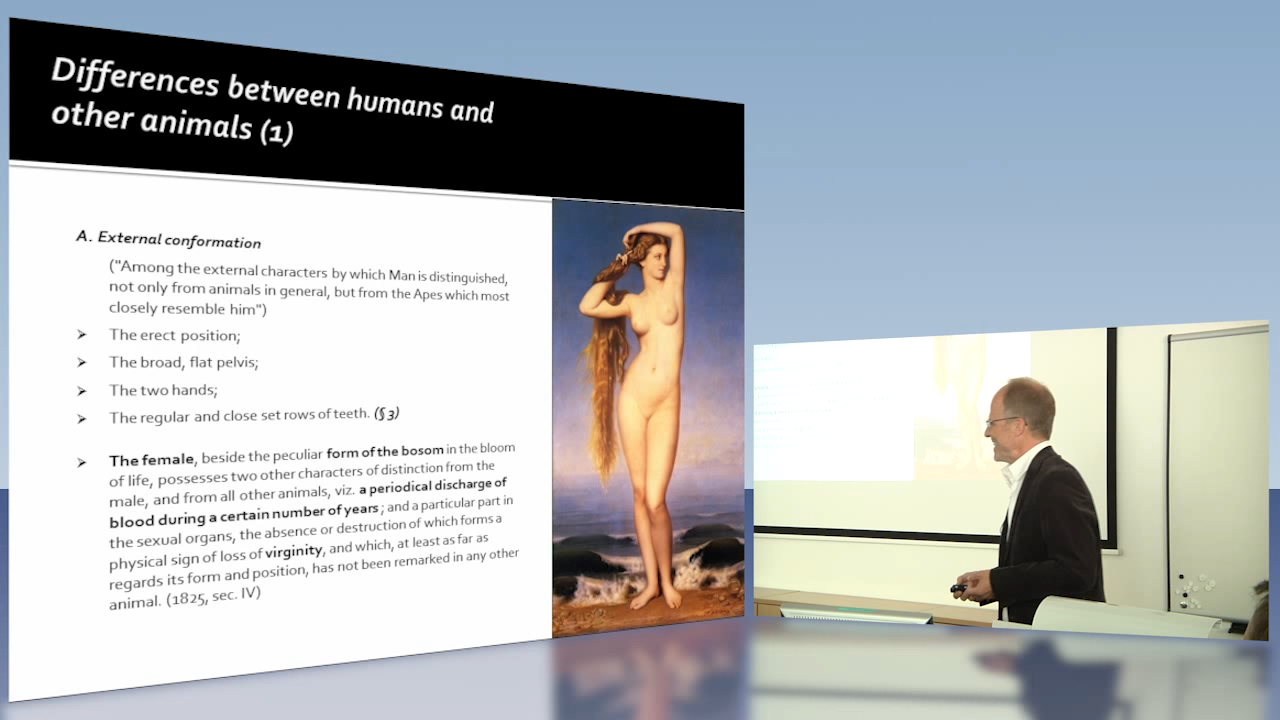 Differences between humans and
other animals (1)
A. External conformation
("Among the external characters by which Man is distinguished,
not only from animals in general, but from the Apes which most
closely resemble him")
➢ The erect position;
➢ The broad, flat pelvis;
➢ The two hands;
➢ The regular and close set rows of teeth. (§ 3)
➢ The female, beside the peculiar form of the bosom in the bloom
of life, possesses two other characters of distinction from the
male, and from all other animals, viz. a periodical discharge of
blood during a certain number of years; and a particular part in
the sexual organs, the absence or destruction of which forms a
physical sign of loss of virginity, and which, at least as far as
regards its form and position, has not been remarked in any other
animal. (1825, sec. IV)